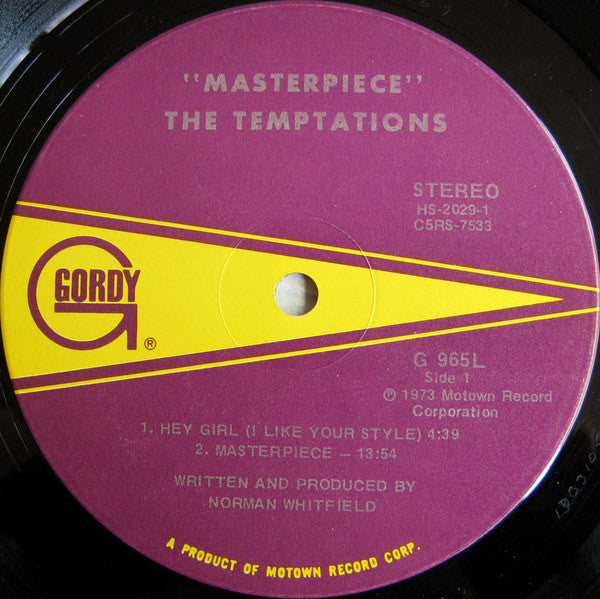 "MASTERPIECE"
THE TEMPTATIONS
STEREO
HS-2029-1
C5RS-7533
GORDY
G ®
G 965L
Side 1
℗ 1973 Motown Record
Corporation
1. HEY GIRL (I LIKE YOUR STYLE) 4:39
2. MASTERPIECE — 13:54
WRITTEN AND PRODUCED BY
NORMAN WHITFIELD
A PRODUCT OF MOTOWN RECORD CORP.